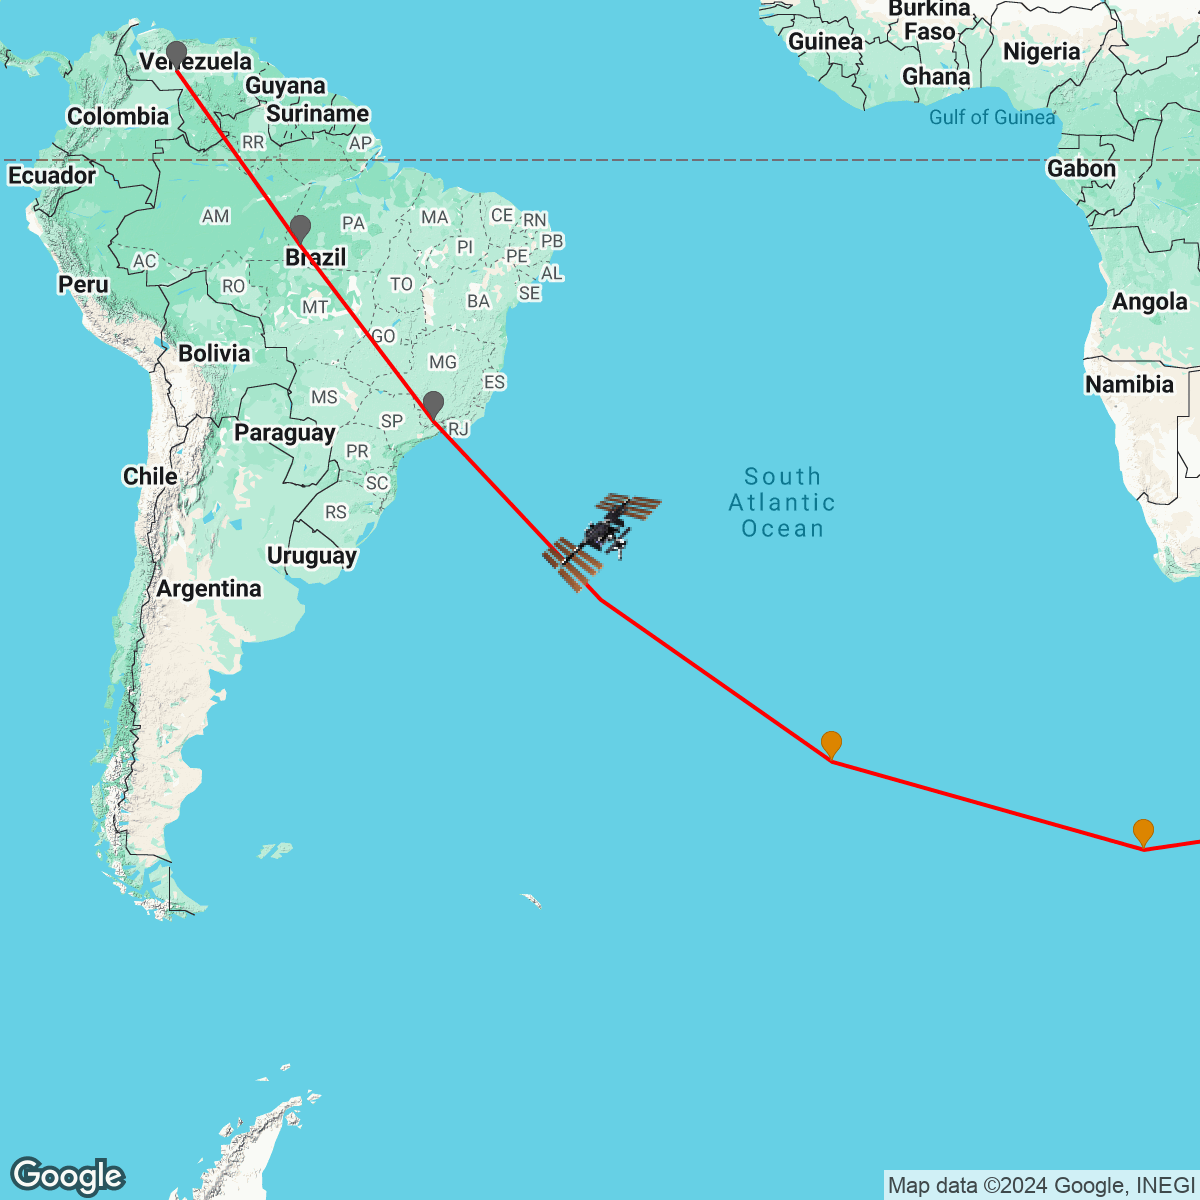 Burkina
Faso
Guinea
Nigeria
Venezuela
Ghana
Guyana
Suriname
Colombia
Gulf of Guinea
RR
AP
Ecuador
Gabon
AM
PA
MA
CE
RN
PI
PB
PE
Brazil
AC
AL
Peru
RO
TO
SE
MT
BA
Angola
GO
Bolivia
MG
ES
Namibia
MS
SP
RJ
Paraguay
PR
Chile
SC
South
Atlantic
Ocean
RS
Uruguay
Argentina
Google
Map data ©2024 Google, INEGI